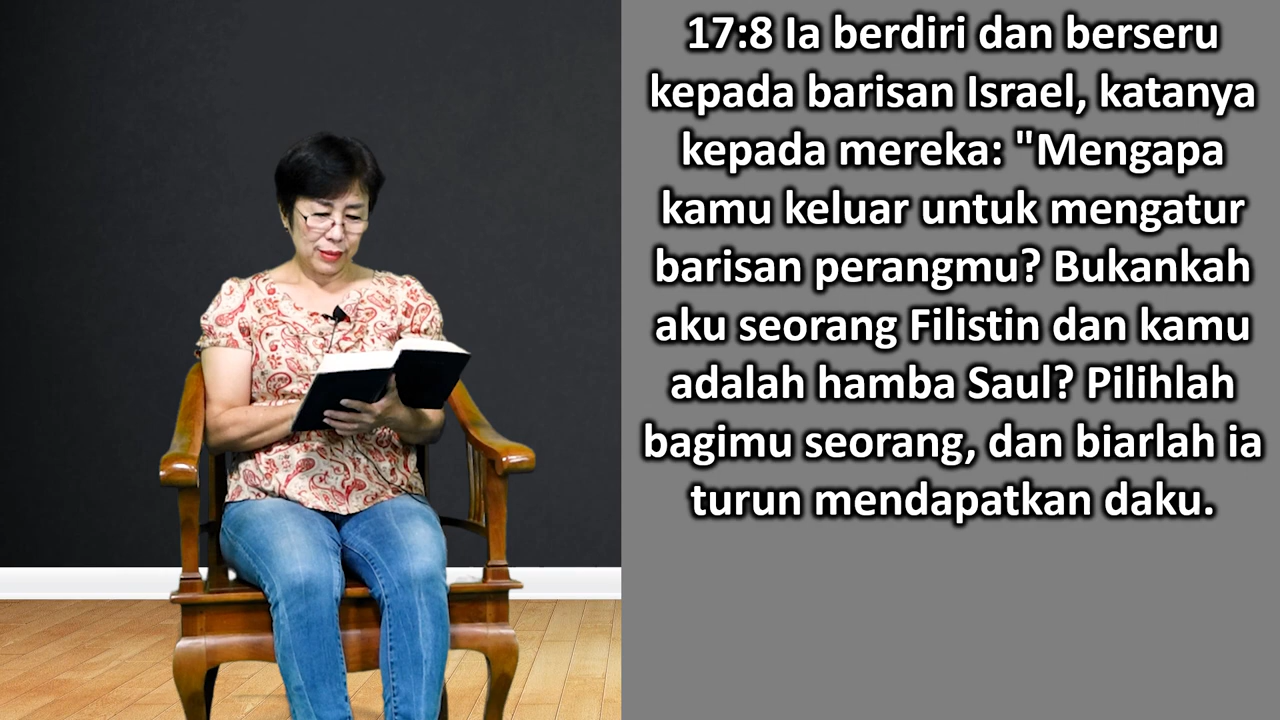 17:8 Ia berdiri dan berseru
kepada barisan Israel, katanya
kepada mereka: "Mengapa
kamu keluar untuk mengatur
barisan perangmu? Bukankah
aku seorang Filistin dan kamu
adalah hamba Saul? Pilihlah
bagimu seorang, dan biarlah ia
turun mendapatkan daku.